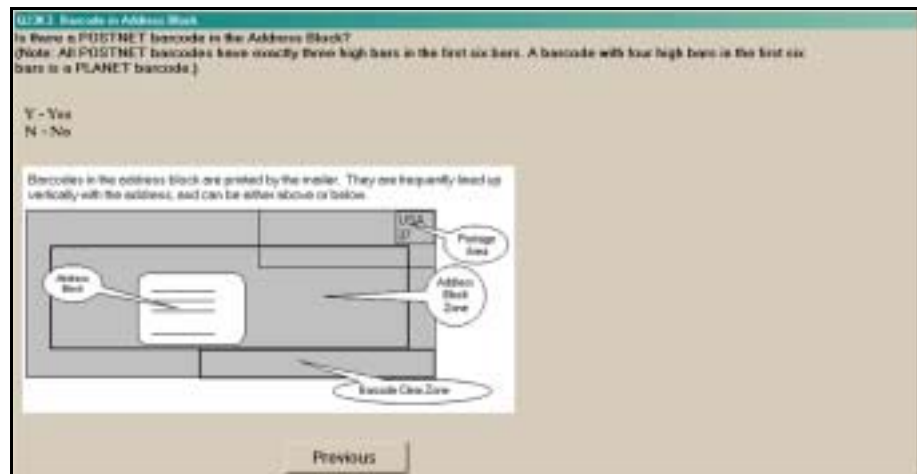 Barcode in Address Block
Is there a POSTNET barcode in the Address Block?
(Note: All POSTNET barcodes have exactly three high bars in the first six bars. A barcode with four high bars in the first six
bars is a PLANET barcode.)
Y - Yes
N - No
Barcodes in the address block are printed by the mailer. They are frequently lined up
vertically with the address, and can be either above or below.
USA
Postage
Area
Address
Block
Address
Block
Zone
Barcode Clear Zone
Previous